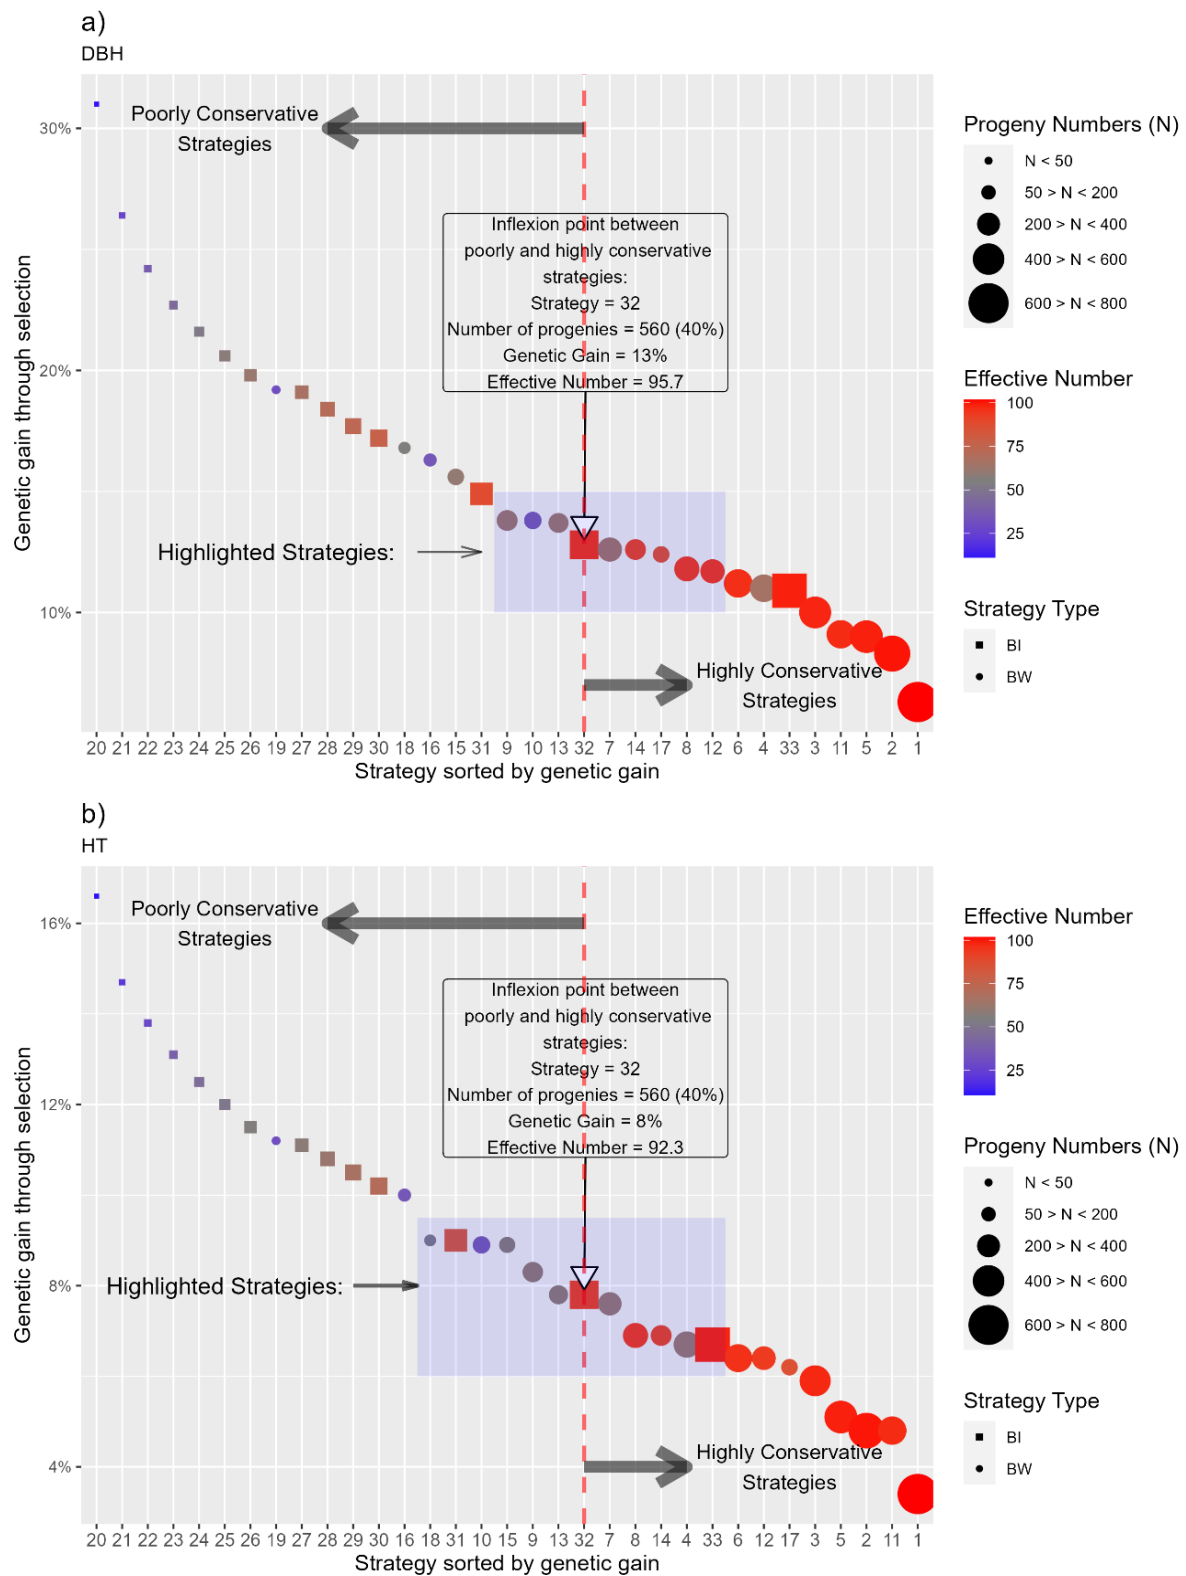 a)
DBH
30%
20%
10%
Genetic gain through selection
Poorly Conservative
Strategies
Inflexion point between
poorly and highly conservative
strategies:
Strategy = 32
Number of progenies = 560 (40%)
Genetic Gain = 13%
Effective Number = 95.7
Highlighted Strategies:
Highly Conservative
Strategies
20 21 22 23 24 25 26 19 27 28 29 30 18 16 15 31 9 10 13 32 7 14 17 8 12 6 4 33 3 11 5 2 1
Strategy sorted by genetic gain
Progeny Numbers (N)
N < 50
50 > N < 200
200 > N < 400
400 > N < 600
600 > N < 800
Effective Number
100
75
50
25
Strategy Type
BI
BW
b)
HT
16%
12%
8%
4%
Genetic gain through selection
Poorly Conservative
Strategies
Inflexion point between
poorly and highly conservative
strategies:
Strategy = 32
Number of progenies = 560 (40%)
Genetic Gain = 8%
Effective Number = 92.3
Highlighted Strategies:
Highly Conservative
Strategies
20 21 22 23 24 25 26 19 27 28 29 30 16 18 31 10 15 9 13 32 7 8 14 4 33 6 12 17 3 5 2 11 1
Strategy sorted by genetic gain
Effective Number
100
75
50
25
Progeny Numbers (N)
N < 50
50 > N < 200
200 > N < 400
400 > N < 600
600 > N < 800
Strategy Type
BI
BW